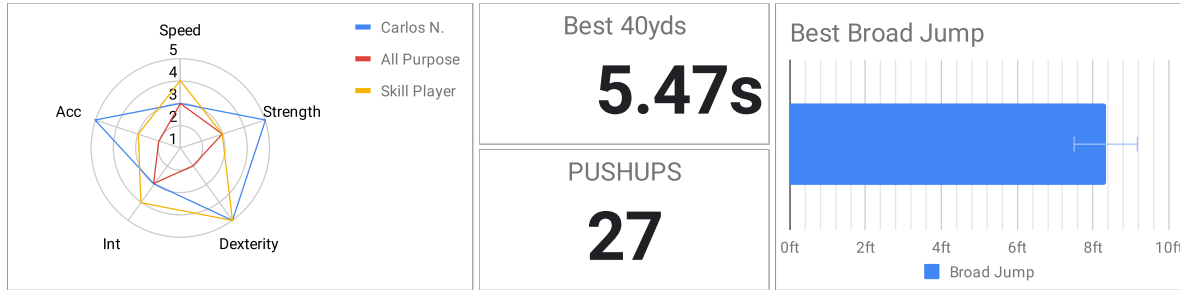 Speed
5
4
3
2
1
Acc
Strength
Int
Dexterity
Carlos N.
All Purpose
Skill Player
Best 40yds
5.47s
PUSHUPS
27
Best Broad Jump
0ft 2ft 4ft 6ft 8ft 10ft
Broad Jump